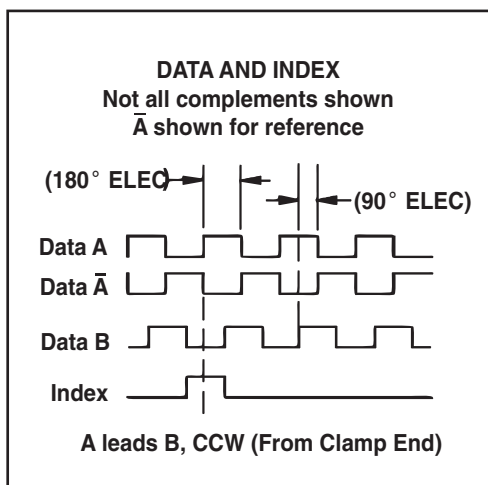 DATA AND INDEX
Not all complements shown
A̅ shown for reference
(180° ELEC)
(90° ELEC)
Data A
Data A̅
Data B
Index
A leads B, CCW (From Clamp End)